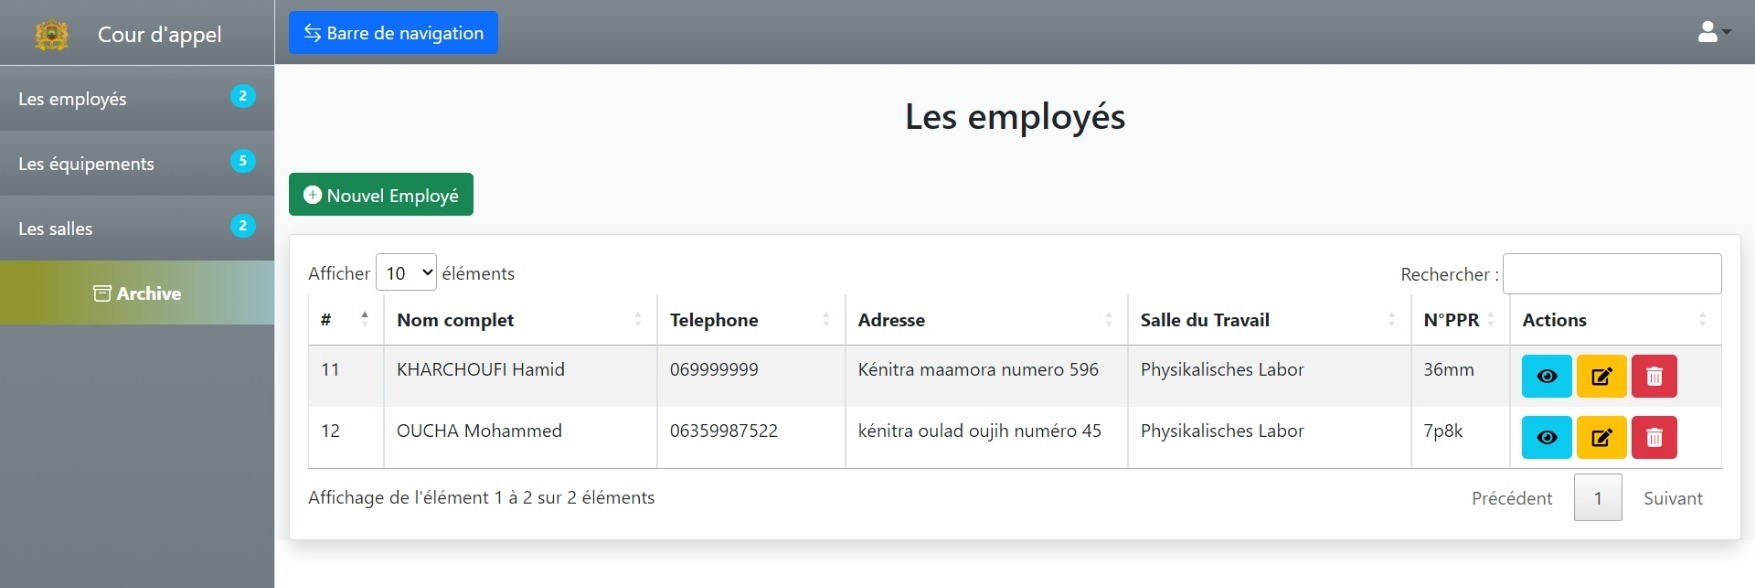 Cour d'appel
Barre de navigation
Les employés 2
Les équipements 5
Les salles 2
Archive
Les employés
Nouvel Employé
Afficher 10 éléments
Rechercher :
# Nom complet Telephone Adresse Salle du Travail N°PPR Actions
11 KHARCHOUFI Hamid 069999999 Kénitra maamora numero 596 Physikalisches Labor 36mm
12 OUCHA Mohammed 06359987522 kénitra oulad oujih numéro 45 Physikalisches Labor 7p8k
Affichage de l'élément 1 à 2 sur 2 éléments
Précédent 1 Suivant